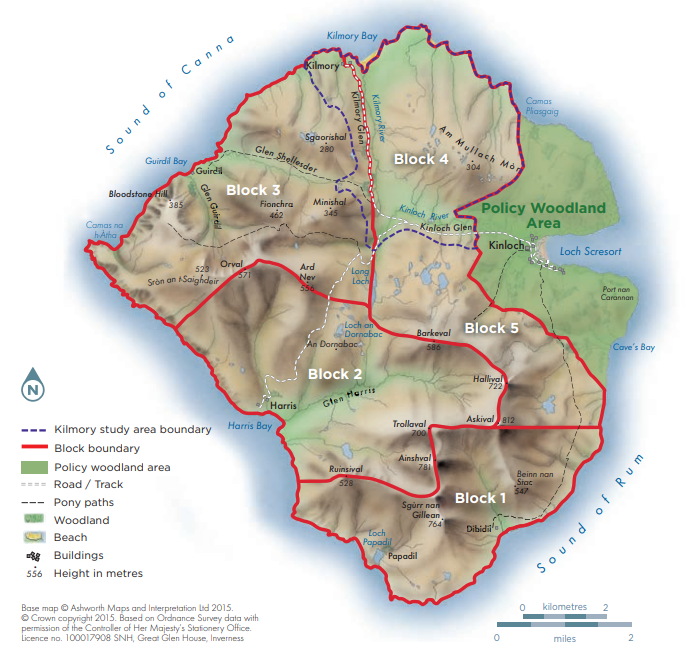 Kilmory Bay
Sound of Canna
Kilmory
Kilmory Glen
Kilmory River
Camas
Pliasgaig
Sgaorishal
280
Am Mullach Mór
304
Block 4
Glen Shellesder
Guirdil Bay
Guirdil
Glen Guirdil
Bloodstone Hill
385
Block 3
Fionchra
462
Minishal
345
Kinloch River
Kinloch Glen
Policy Woodland
Area
Kinloch
Loch Scresort
Camas na
h-Atha
Port nan
Carannan
523
Sròn an t-Saighdeir
Orval
571
Ard
Nev
556
Long
Loch
Loch an
Dornabac
An Dornabac
Barkeval
586
Block 5
Cave's Bay
Block 2
Hallival
722
Glen Harris
Harris
Harris Bay
Trollaval
700
Askival
812
Ainshval
781
Ruinsival
528
Beinn nan
Stac
547
Block 1
Sgùrr nan
Gillean
764
Dibidil
Loch
Papadil
Papadil
Sound of Rum
N
Kilmory study area boundary
Block boundary
Policy woodland area
Road / Track
Pony paths
Woodland
Beach
Buildings
556 Height in metres
Base map © Ashworth Maps and Interpretation Ltd 2015.
© Crown copyright 2015. Based on Ordnance Survey data with
permission of the Controller of Her Majesty's Stationery Office.
Licence no. 100017908 SNH, Great Glen House, Inverness
0 kilometres 2
0 miles 2